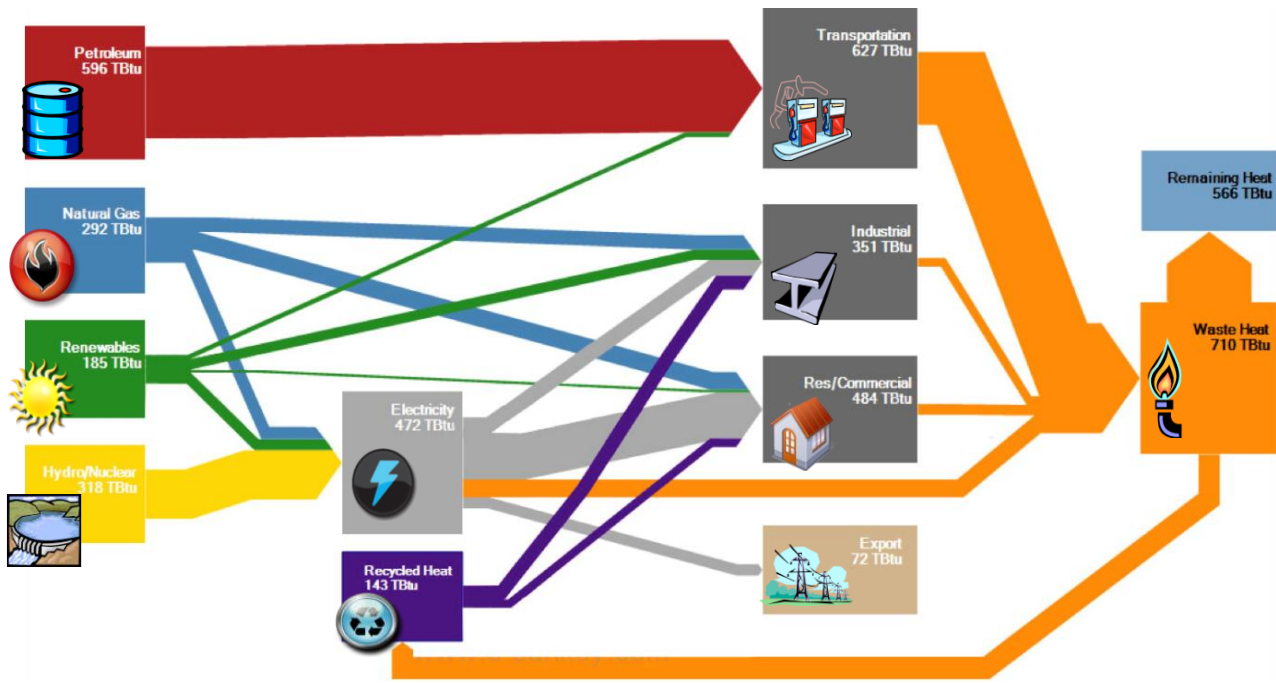 Petroleum
596 TBtu
Transportation
627 TBtu
Remaining Heat
566 TBtu
Natural Gas
292 TBtu
Industrial
351 TBtu
Renewables
185 TBtu
Waste Heat
710 TBtu
Res/Commercial
484 TBtu
Electricity
472 TBtu
Hydro/Nuclear
318 TBtu
Export
72 TBtu
Recycled Heat
143 TBtu